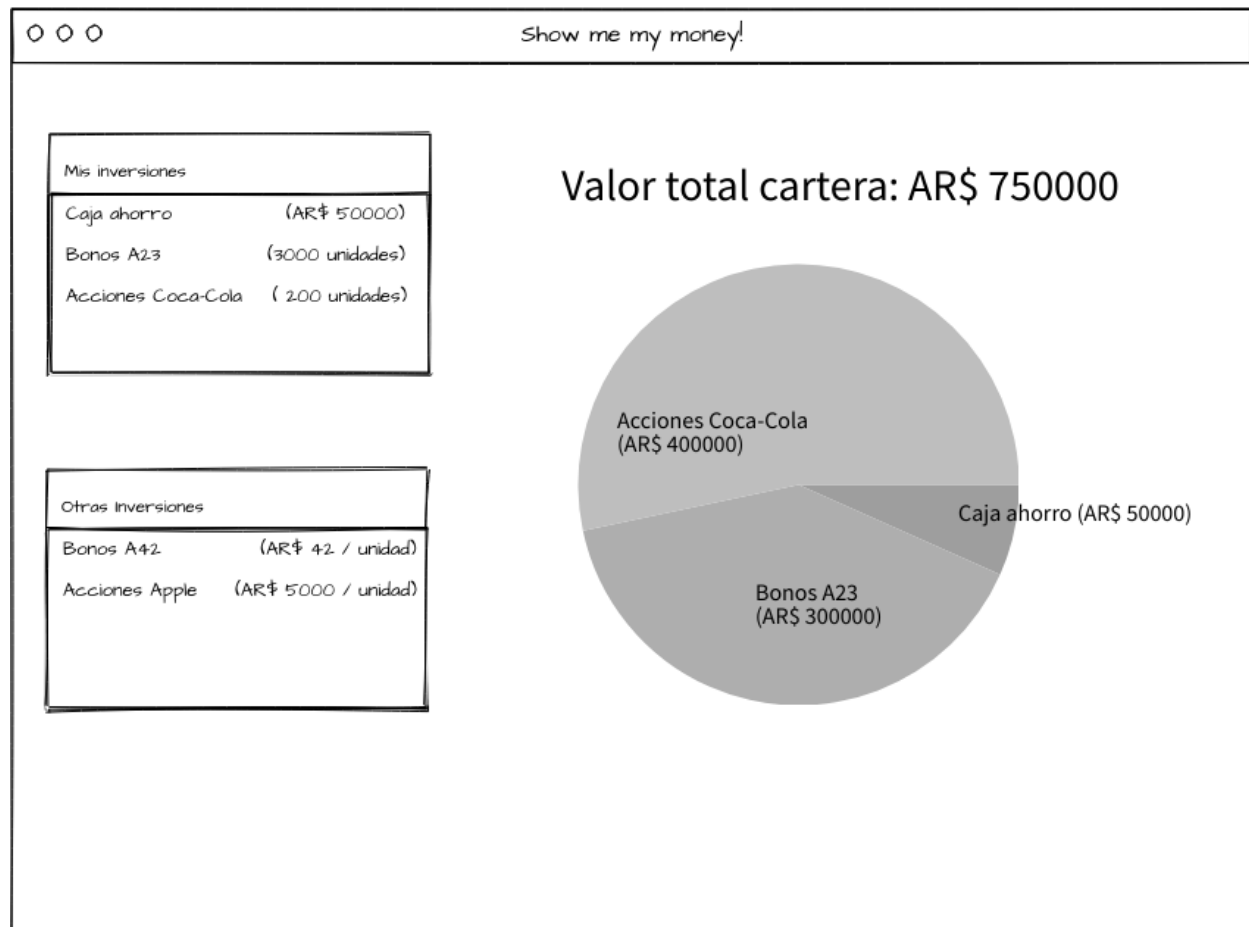 Show me my money!
Mis inversiones
Caja ahorro (AR$ 50000)
Bonos A23 (3000 unidades)
Acciones Coca-Cola ( 200 unidades)
Otras Inversiones
Bonos A42 (AR$ 42 / unidad)
Acciones Apple (AR$ 5000 / unidad)
Valor total cartera: AR$ 750000
Acciones Coca-Cola
(AR$ 400000)
Caja ahorro (AR$ 50000)
Bonos A23
(AR$ 300000)